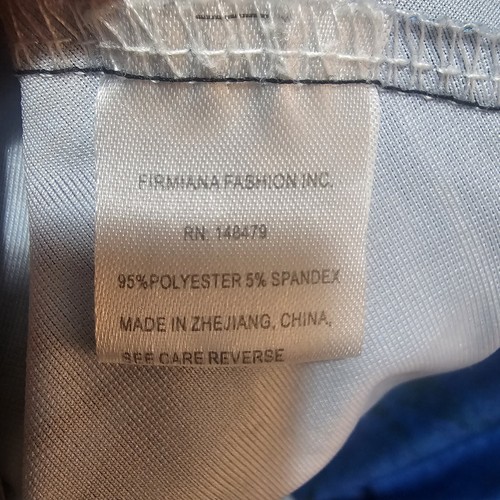 FIRMIANA FASHION INC.
RN: 148479
95%POLYESTER 5% SPANDEX
MADE IN ZHEJIANG, CHINA,
SEE CARE REVERSE